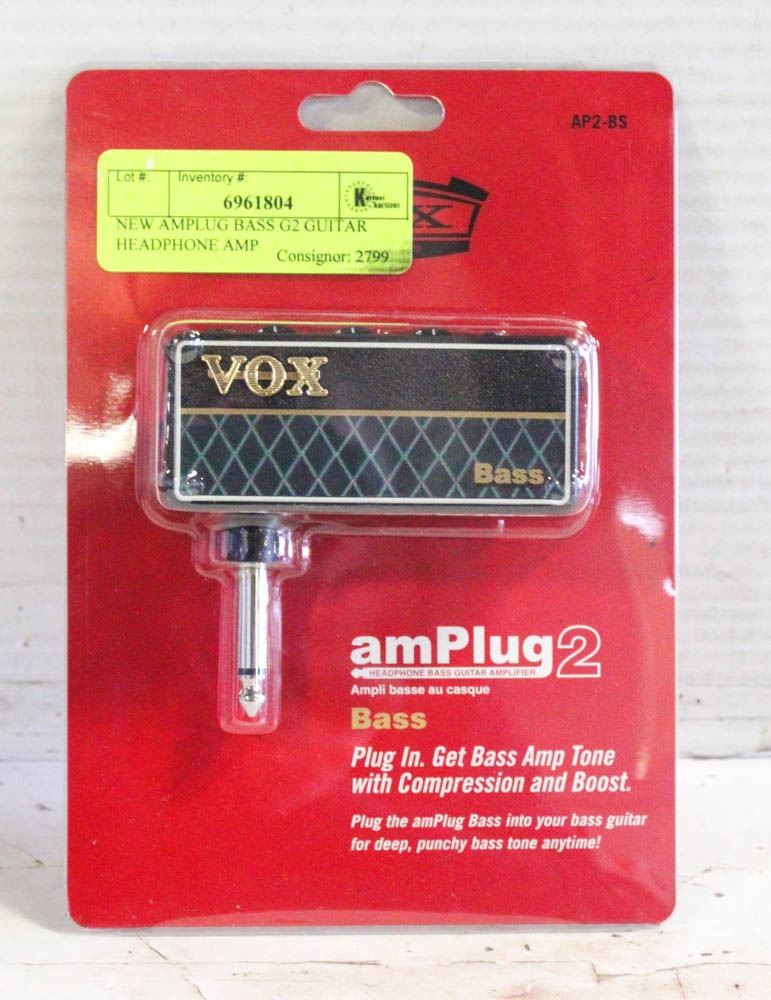 AP2-BS
Lot #:
Inventory #:
6961804
Auctions
NEW AMPLUG BASS G2 GUITAR
HEADPHONE AMP
Consignor: 2799
X
VOX
Bass
amPlug2
HEADPHONE BASS GUITAR AMPLIFIER
Ampli basse au casque
Bass
Plug In. Get Bass Amp Tone
with Compression and Boost.
Plug the amPlug Bass into your bass guitar
for deep, punchy bass tone anytime!